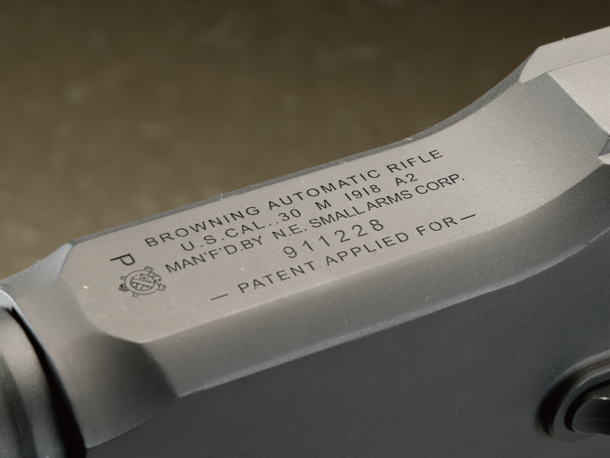 BROWNING AUTOMATIC RIFLE
U.S.CAL..30 M 1918 A2
MAN'F'D.BY N.E. SMALL ARMS CORP.
911228
— PATENT APPLIED FOR —
P